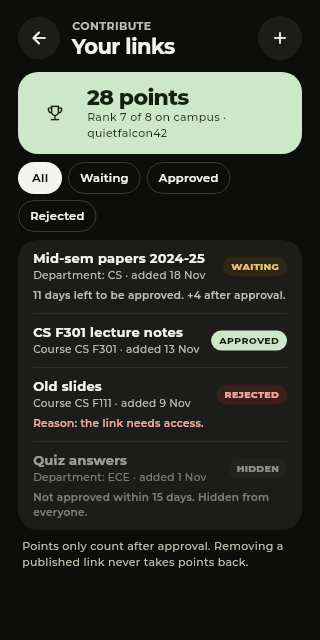 CONTRIBUTE
Your links
28 points
Rank 7 of 8 on campus ·
quietfalcon42
All
Waiting
Approved
Rejected
Mid-sem papers 2024-25
Department: CS · added 18 Nov
WAITING
11 days left to be approved. +4 after approval.
CS F301 lecture notes
Course CS F301 · added 13 Nov
APPROVED
Old slides
Course CS F111 · added 9 Nov
REJECTED
Reason: the link needs access.
Quiz answers
Department: ECE · added 1 Nov
HIDDEN
Not approved within 15 days. Hidden from
everyone.
Points only count after approval. Removing a
published link never takes points back.